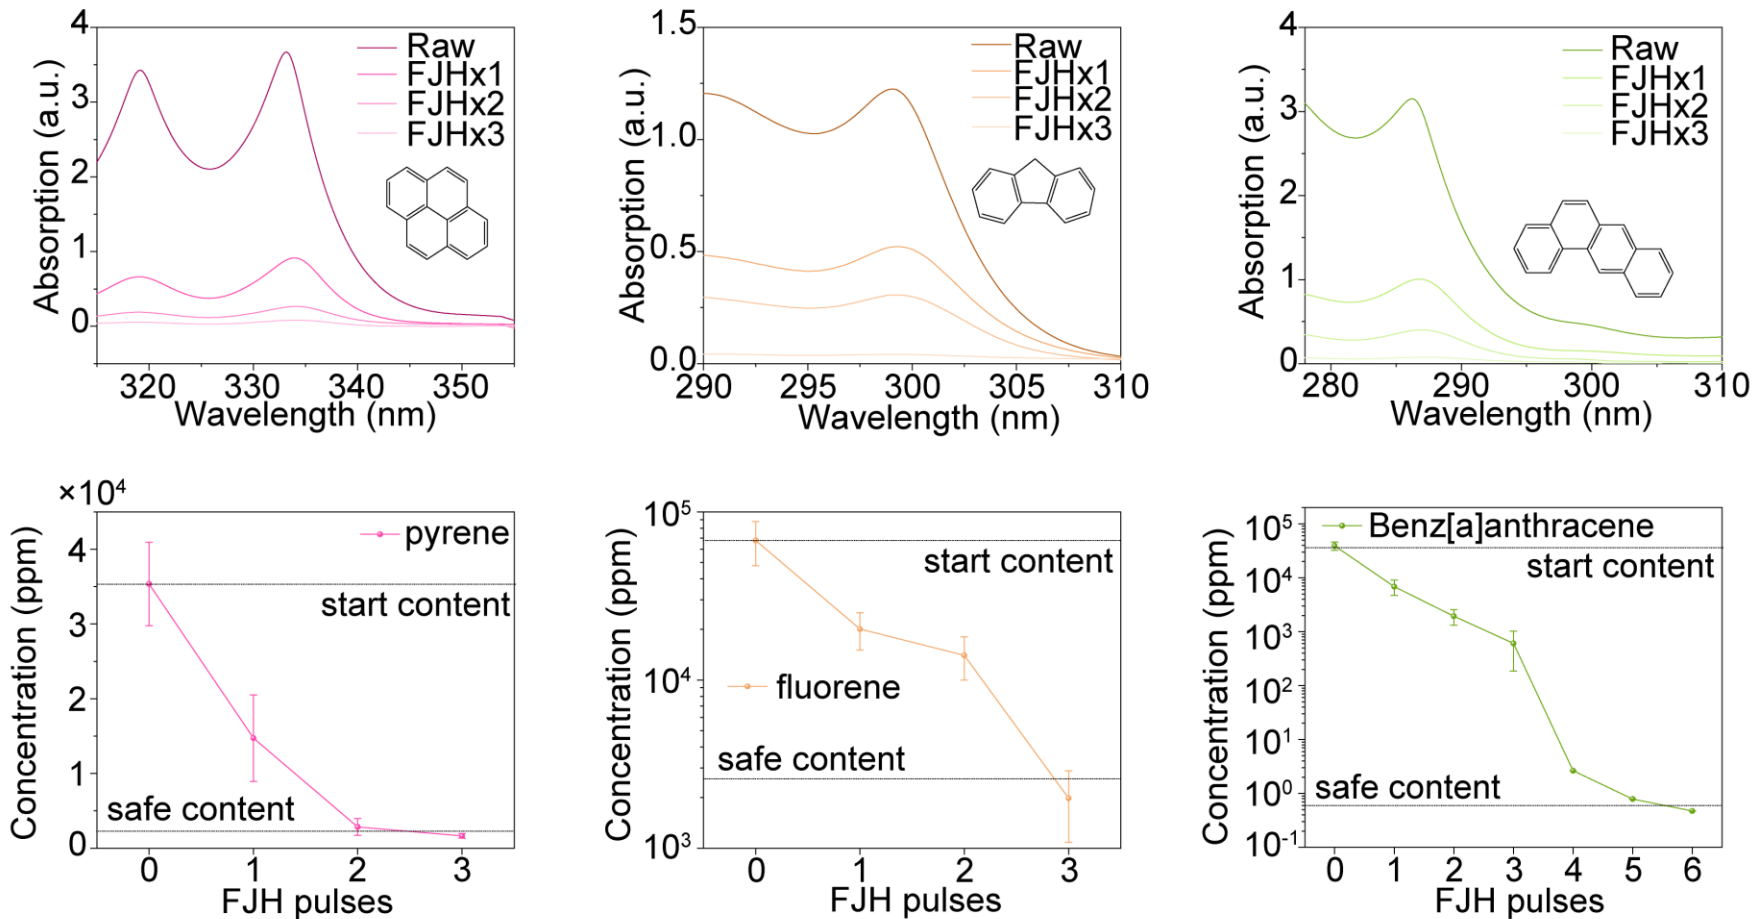 4
3
2
1
0
Absorption (a.u.)
Raw
FJHx1
FJHx2
FJHx3
320 330 340 350
Wavelength (nm)
1.5
1.0
0.5
0.0
Absorption (a.u.)
Raw
FJHx1
FJHx2
FJHx3
290 295 300 305 310
Wavelength (nm)
4
3
2
1
0
Absorption (a.u.)
Raw
FJHx1
FJHx2
FJHx3
280 290 300 310
Wavelength (nm)
×10⁴
4
3
2
1
0
Concentration (ppm)
pyrene
start content
safe content
0 1 2 3
FJH pulses
10⁵
10⁴
10³
Concentration (ppm)
start content
fluorene
safe content
0 1 2 3
FJH pulses
10⁵
10⁴
10³
10²
10¹
10⁰
10⁻¹
Concentration (ppm)
Benz[a]anthracene
start content
safe content
0 1 2 3 4 5 6
FJH pulses